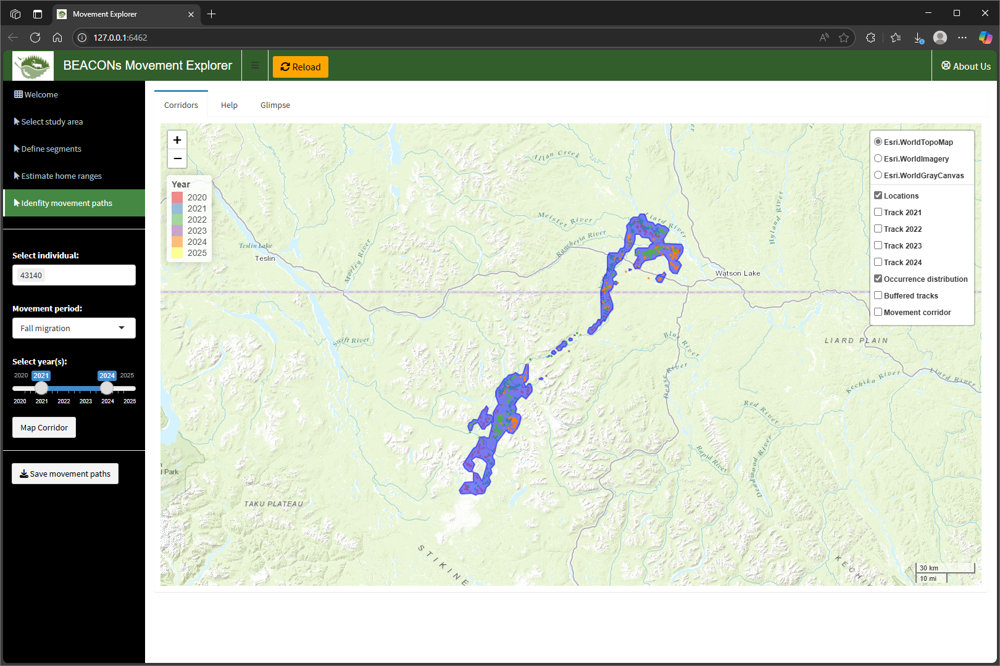 Movement Explorer
127.0.0.1:6462
BEACONs Movement Explorer
Reload
About Us
Welcome
Select study area
Define segments
Estimate home ranges
Idenfity movement paths
Select individual:
43140
Movement period:
Fall migration
Select year(s):
2020 2021 2024 2025
2020 2021 2022 2023 2024 2025
Map Corridor
Save movement paths
Corridors Help Glimpse
+
−
Year
2020
2021
2022
2023
2024
2025
Esri.WorldTopoMap
Esri.WorldImagery
Esri.WorldGrayCanvas
Locations
Track 2021
Track 2022
Track 2023
Track 2024
Occurrence distribution
Buffered tracks
Movement corridor
Allan Creek
Meister River
Liard River
Rancheria River
Hyland River
Teslin Lake
Teslin
Morley River
Watson Lake
Swift River
Blue River
LIARD PLAIN
Dease River
Kechika River
Liard River
Red River
Rapid River
Deadwood River
l Park
TAKU PLATEAU
STIKINE
KECHI
30 km
10 mi